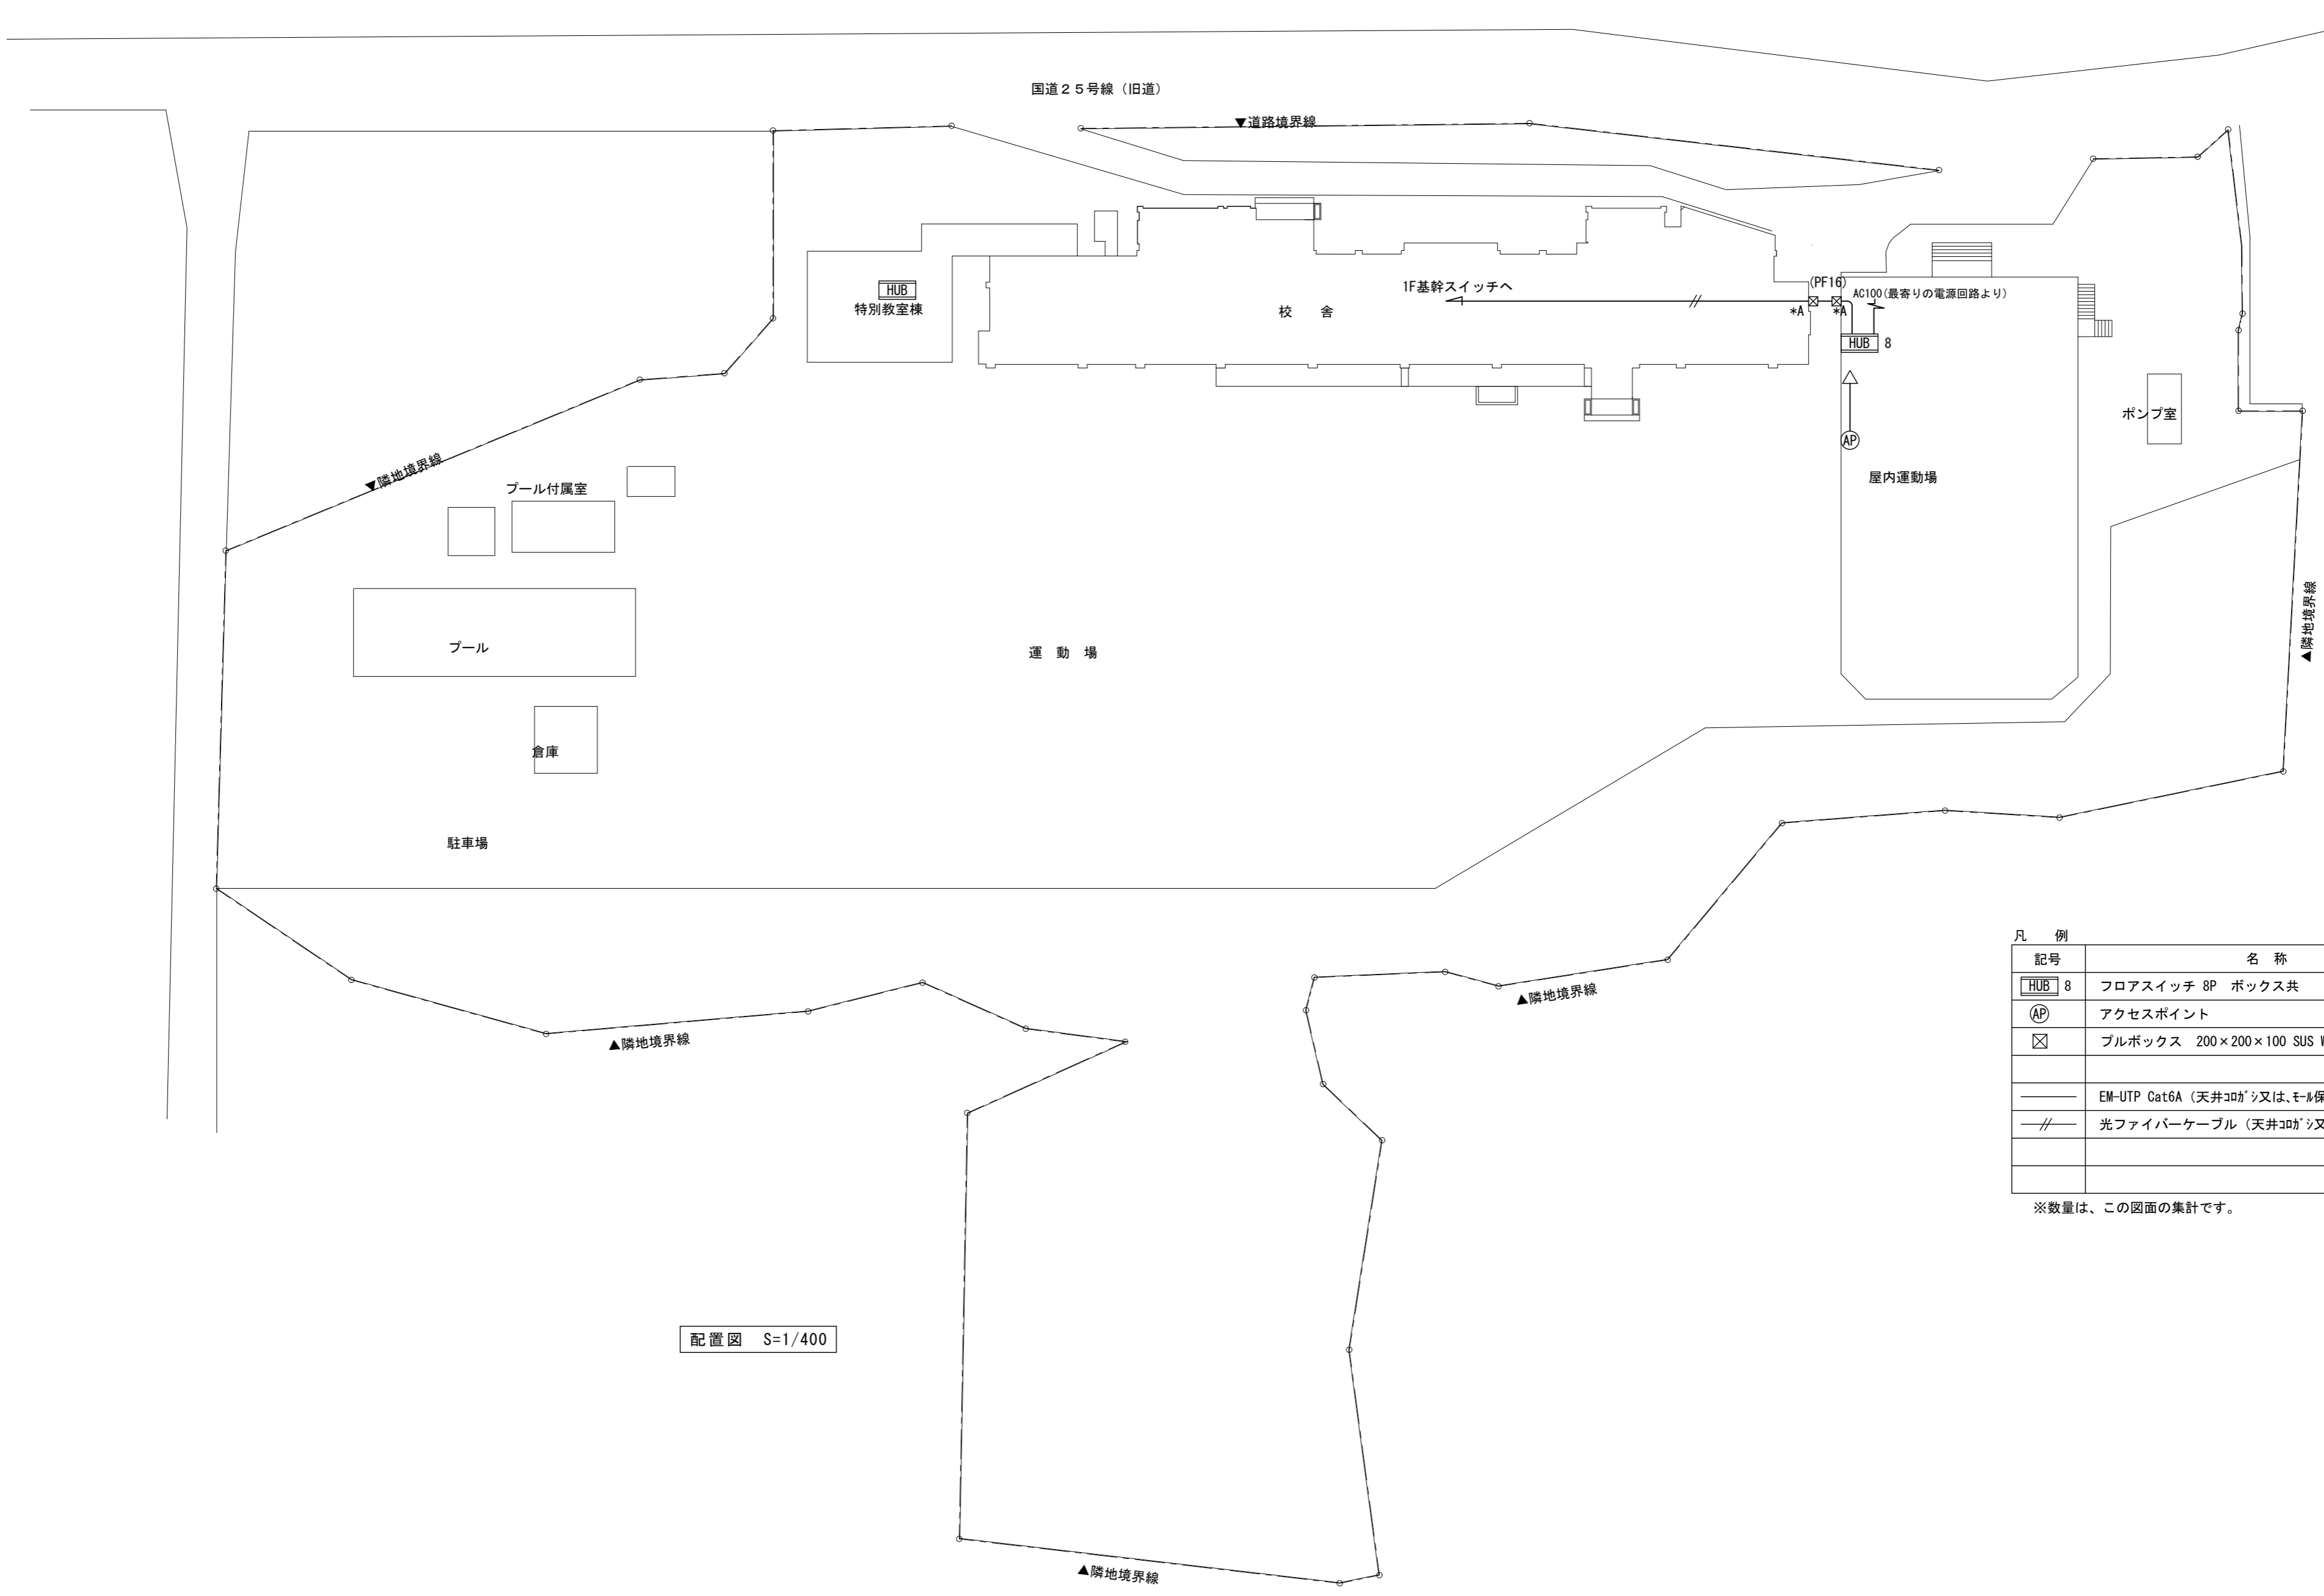 国道２５号線（旧道）
▼道路境界線
HUB
特別教室棟
1F基幹スイッチへ
校　舎
(PF16)
AC100(最寄りの電源回路より)
*A
*A
HUB 8
AP
ポンプ室
屋内運動場
▼隣地境界線
プール付属室
プール
運 動 場
▲隣地境界線
倉庫
駐車場
凡　例
記号 名 称
HUB 8 フロアスイッチ 8P ボックス共
AP アクセスポイント
プルボックス 200×200×100 SUS
EM-UTP Cat6A（天井ｺﾛｶﾞｼ又は、ﾓｰﾙ保
光ファイバーケーブル（天井ｺﾛｶﾞｼ又
※数量は、この図面の集計です。
▲隣地境界線
▲隣地境界線
配置図 S=1/400
▲隣地境界線